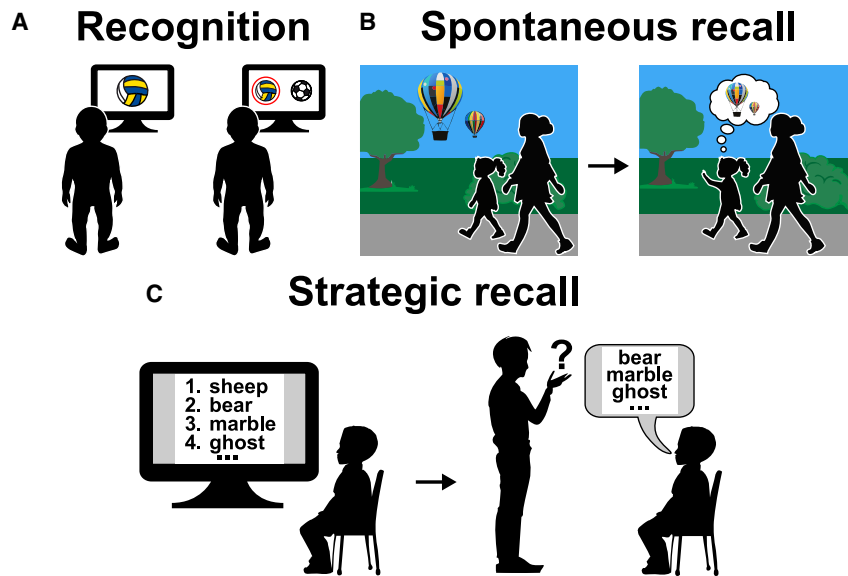 A Recognition
B Spontaneous recall
C Strategic recall
1. sheep
2. bear
3. marble
4. ghost
...
?
bear
marble
ghost
...